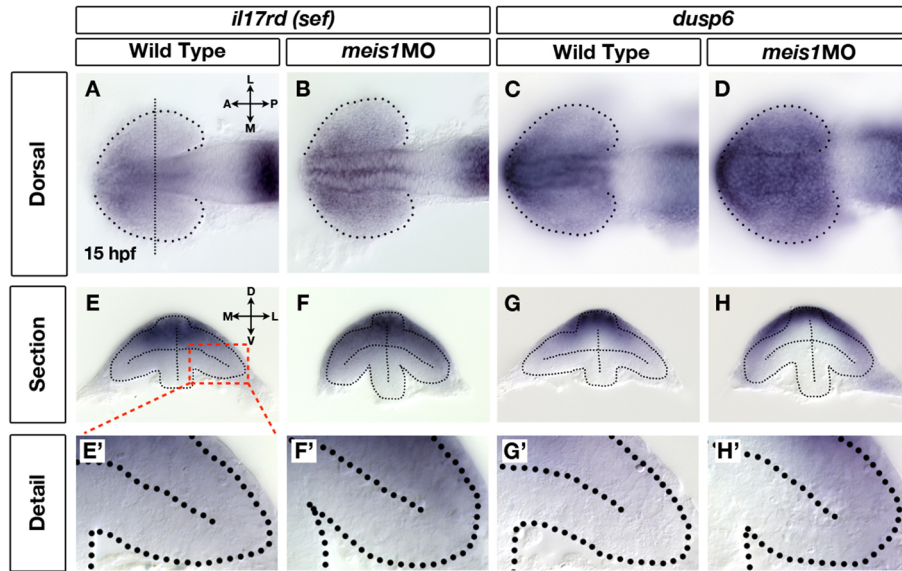 il17rd (sef)
dusp6
Wild Type
meis1MO
Wild Type
meis1MO
Dorsal
A
L
A P
M
15 hpf
B
C
D
Section
E
D
M L
V
F
G
H
Detail
E'
F'
G'
H'